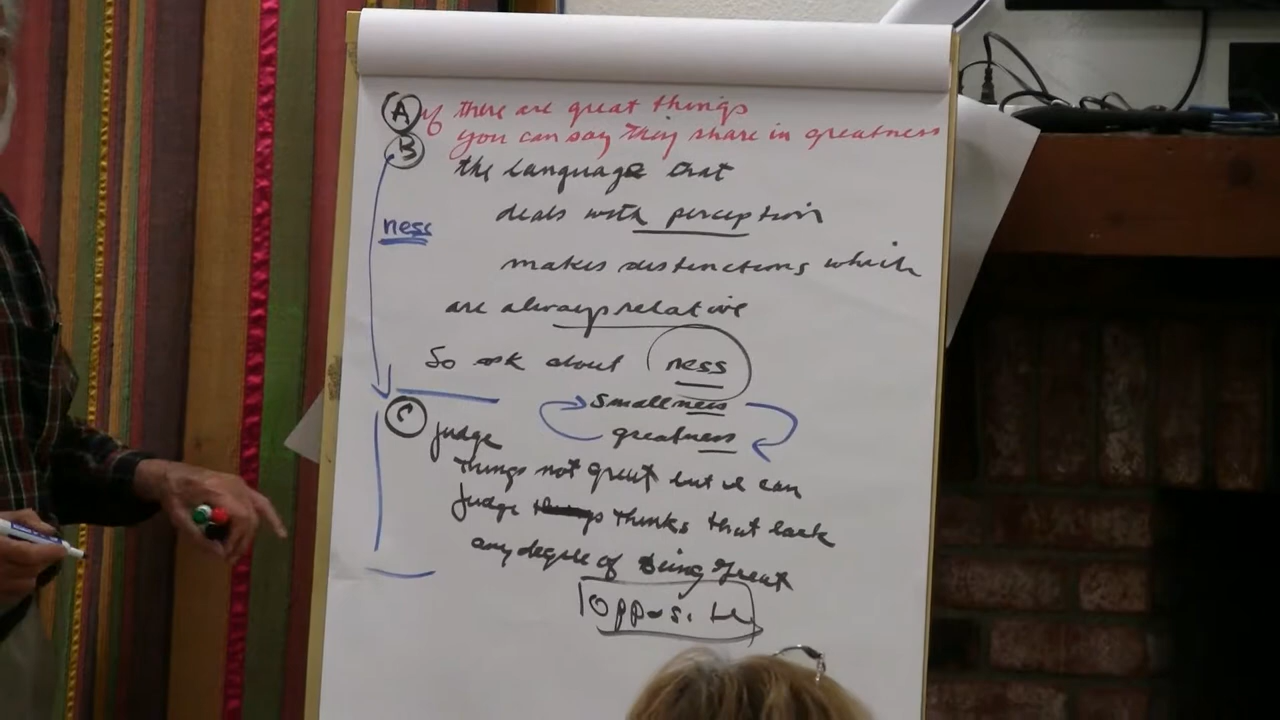 A if there are great things
B you can say they share in greatness
the language that
deals with perception
ness
makes distinctions which
are always relative
So ask about ness
smallness
C judge
greatness
things not great but I can
judge thinks that lack
any degree of being great
Opposite